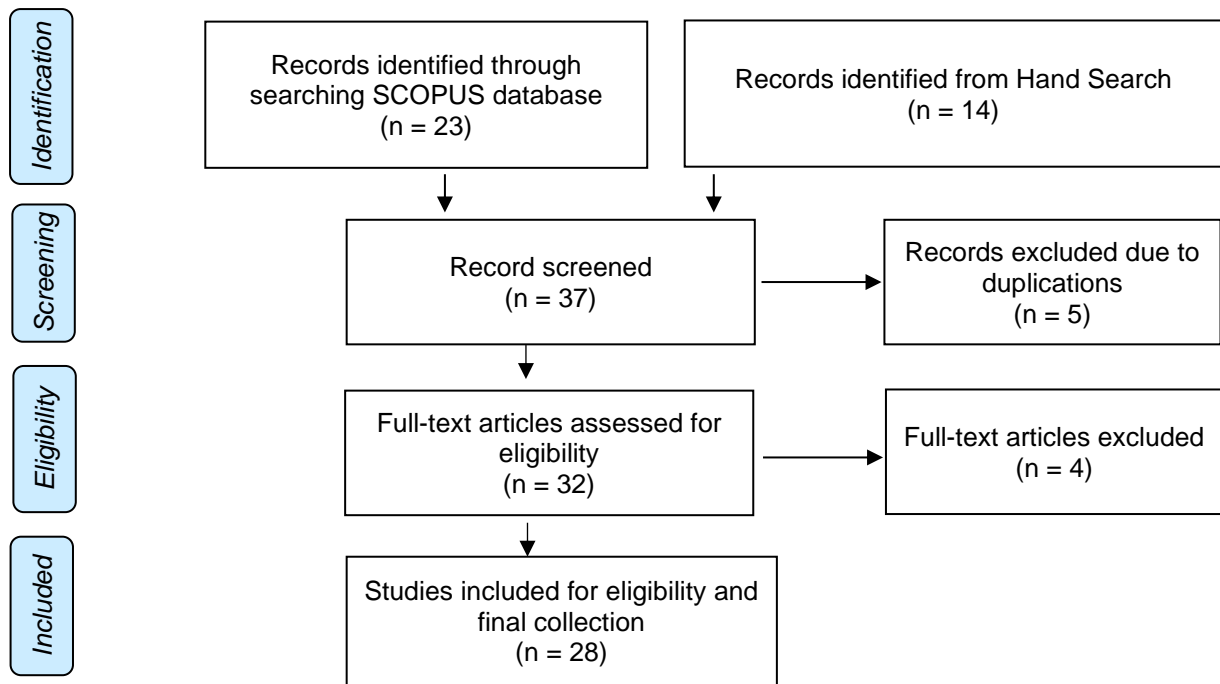 Identification
Records identified through
searching SCOPUS database
(n = 23)
Records identified from Hand Search
(n = 14)
Screening
Record screened
(n = 37)
Records excluded due to
duplications
(n = 5)
Eligibility
Full-text articles assessed for
eligibility
(n = 32)
Full-text articles excluded
(n = 4)
Included
Studies included for eligibility and
final collection
(n = 28)